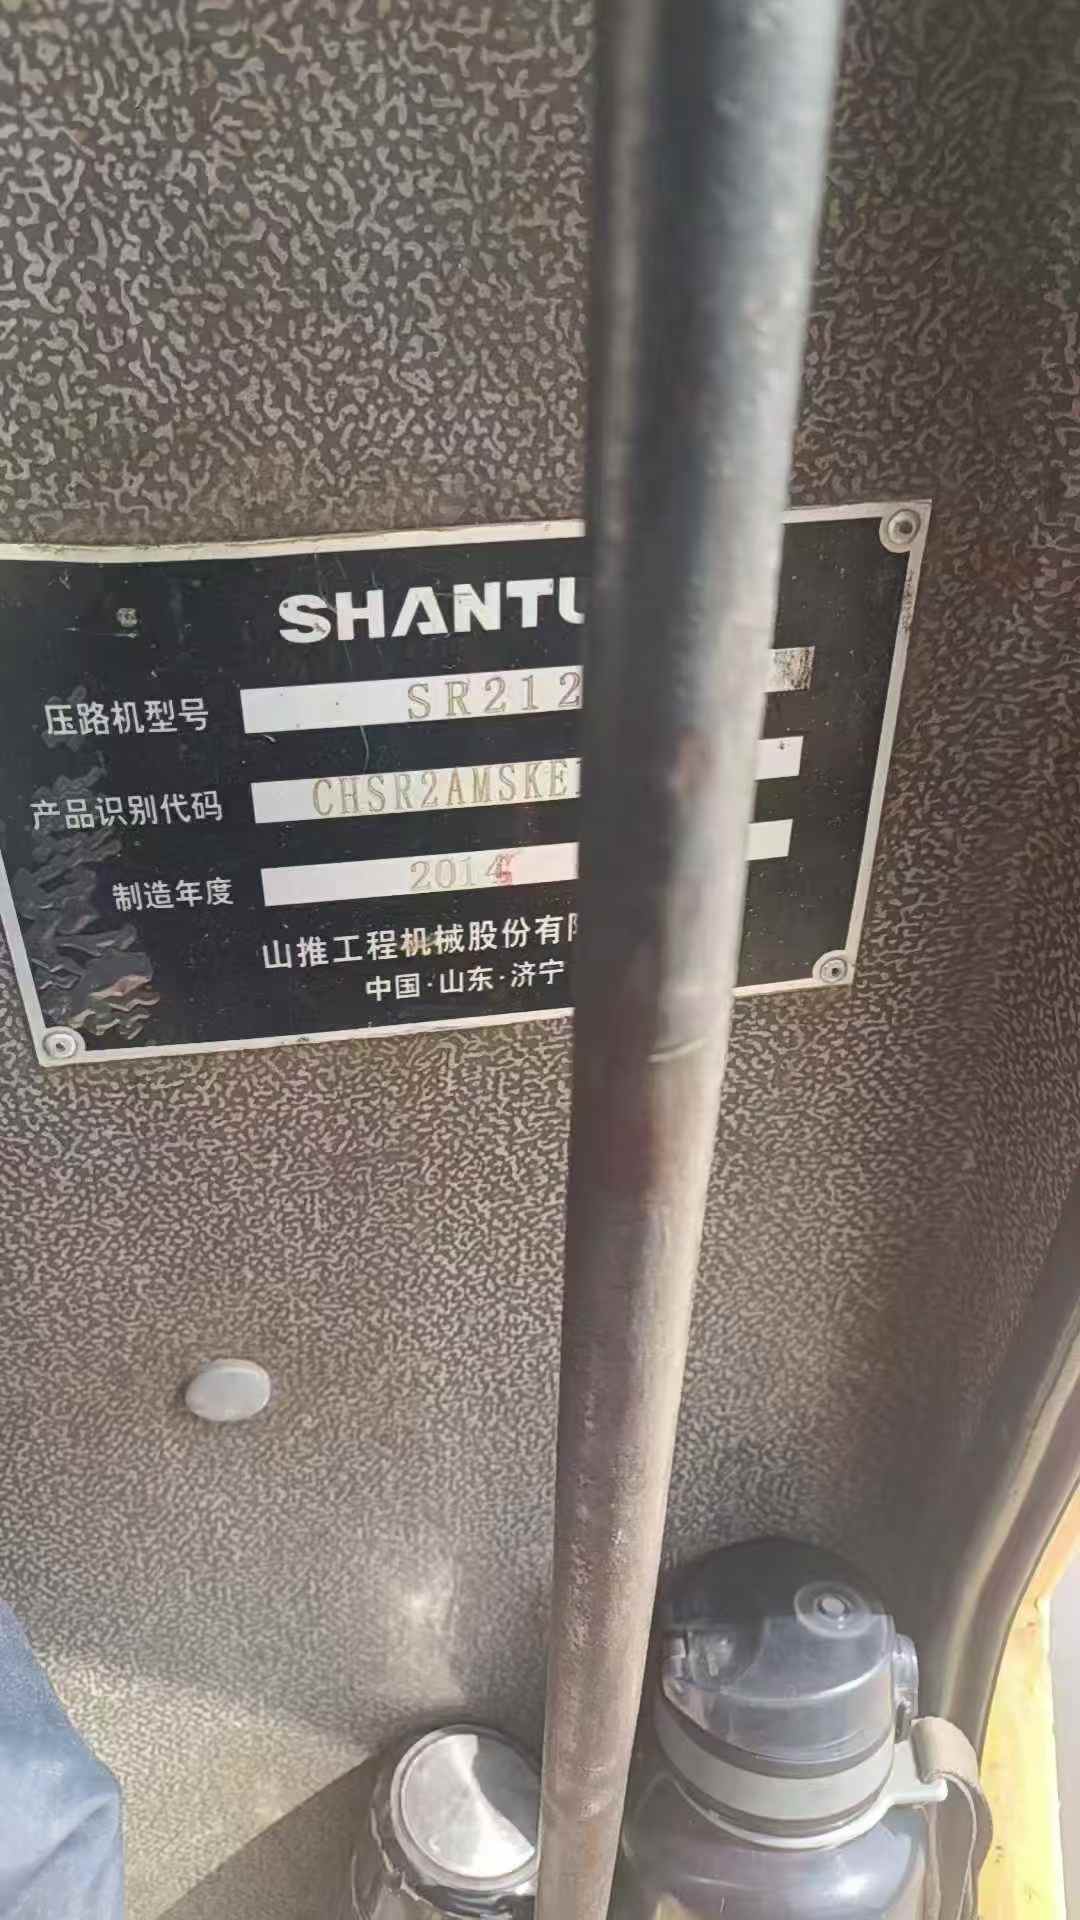 SHANTU
压路机型号 SR212
产品识别代码 CHSR2AMSKE
制造年度 2014
山推工程机械股份有
中国·山东·济宁